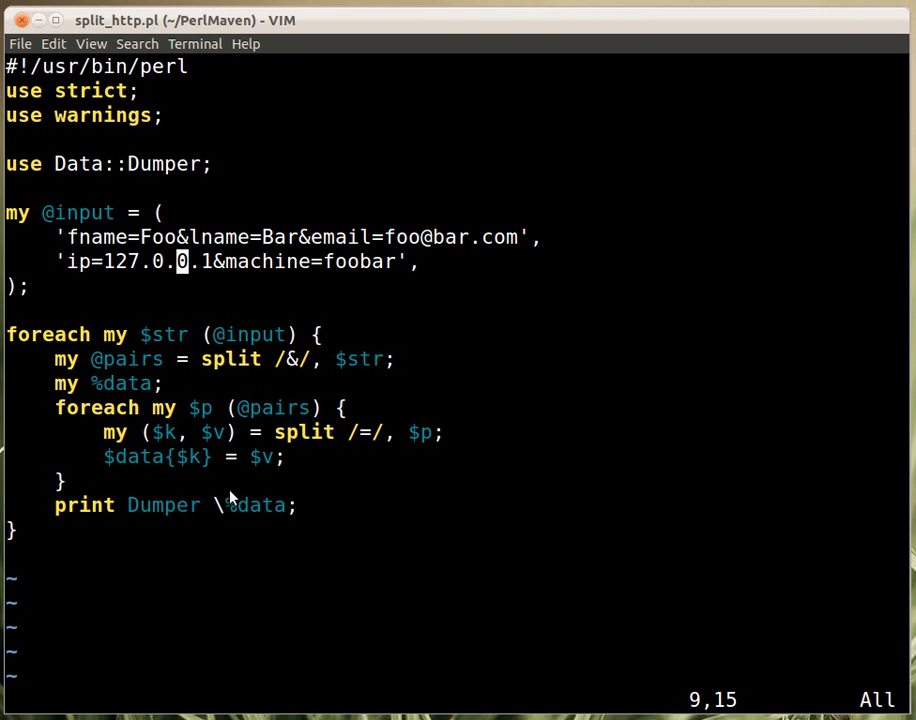 split_http.pl (~/PerlMaven) - VIM
File Edit View Search Terminal Help
#!/usr/bin/perl
use strict;
use warnings;

use Data::Dumper;

my @input = (
    'fname=Foo&lname=Bar&email=foo@bar.com',
    'ip=127.0.0.1&machine=foobar',
);

foreach my $str (@input) {
    my @pairs = split /&/, $str;
    my %data;
    foreach my $p (@pairs) {
        my ($k, $v) = split /=/, $p;
        $data{$k} = $v;
    }
    print Dumper \%data;
}

~
~
~
~
~
9,15 All